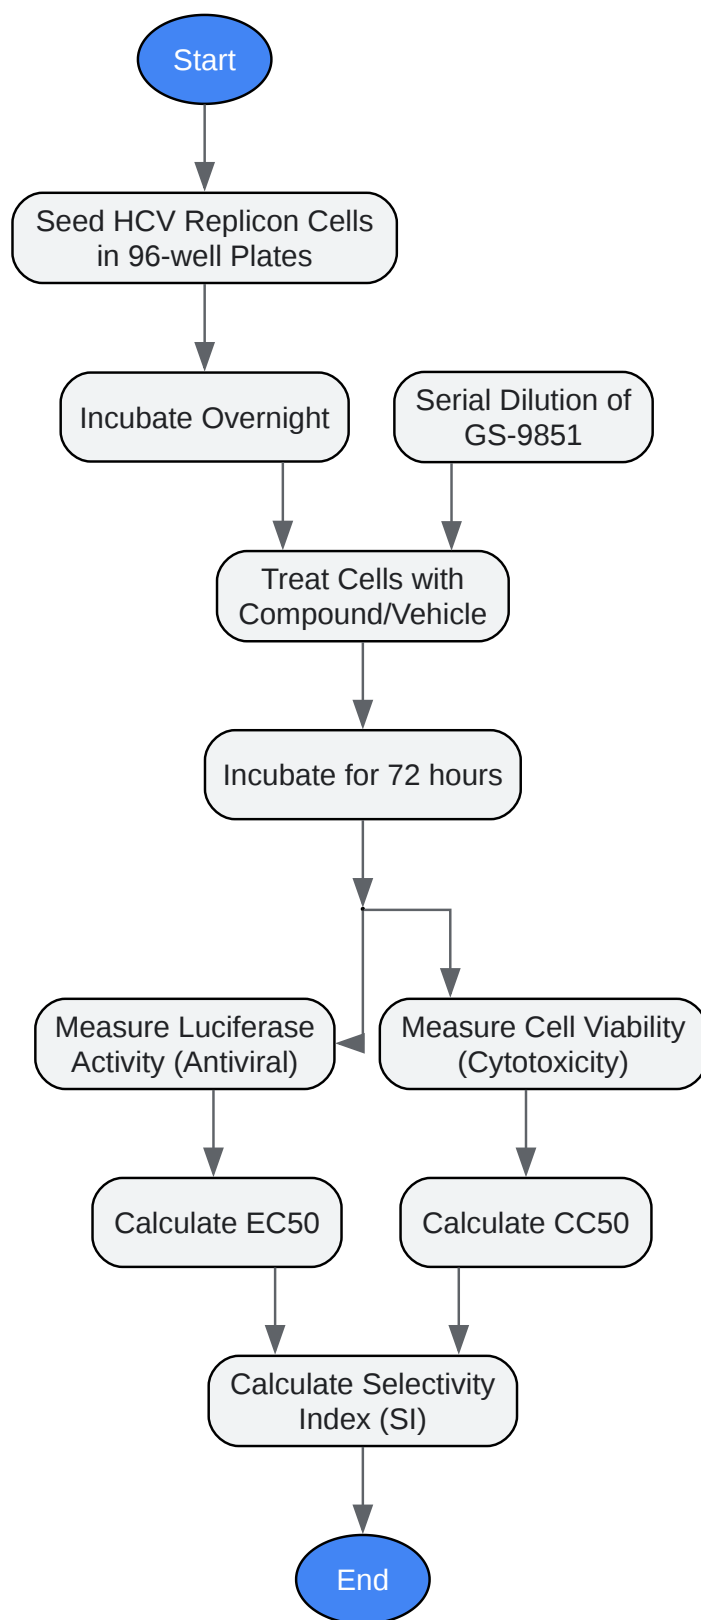 Start
Seed HCV Replicon Cells
in 96-well Plates
Incubate Overnight
Serial Dilution of
GS-9851
Treat Cells with
Compound/Vehicle
Incubate for 72 hours
Measure Luciferase
Activity (Antiviral)
Measure Cell Viability
(Cytotoxicity)
Calculate EC50
Calculate CC50
Calculate Selectivity
Index (SI)
End